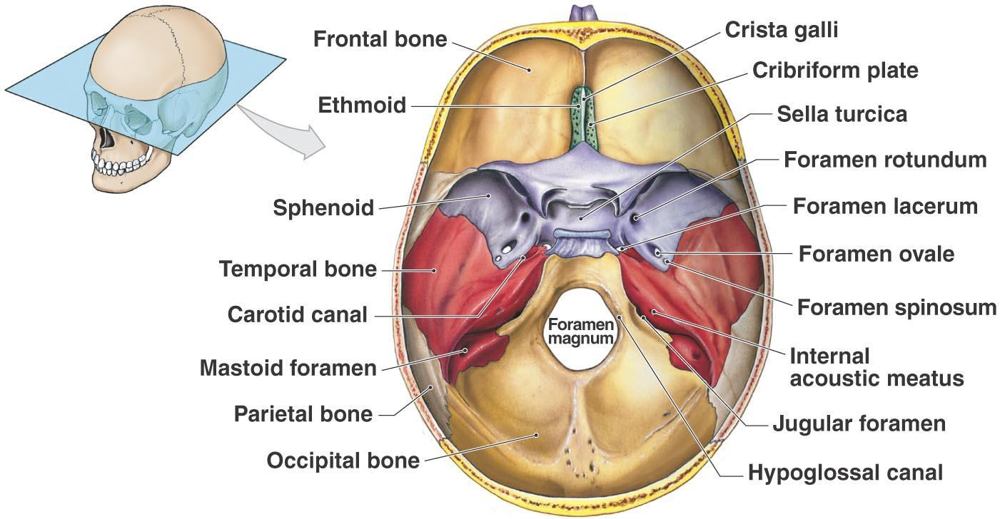 Frontal bone
Ethmoid
Sphenoid
Temporal bone
Carotid canal
Mastoid foramen
Parietal bone
Occipital bone
Foramen
magnum
Crista galli
Cribriform plate
Sella turcica
Foramen rotundum
Foramen lacerum
Foramen ovale
Foramen spinosum
Internal
acoustic meatus
Jugular foramen
Hypoglossal canal